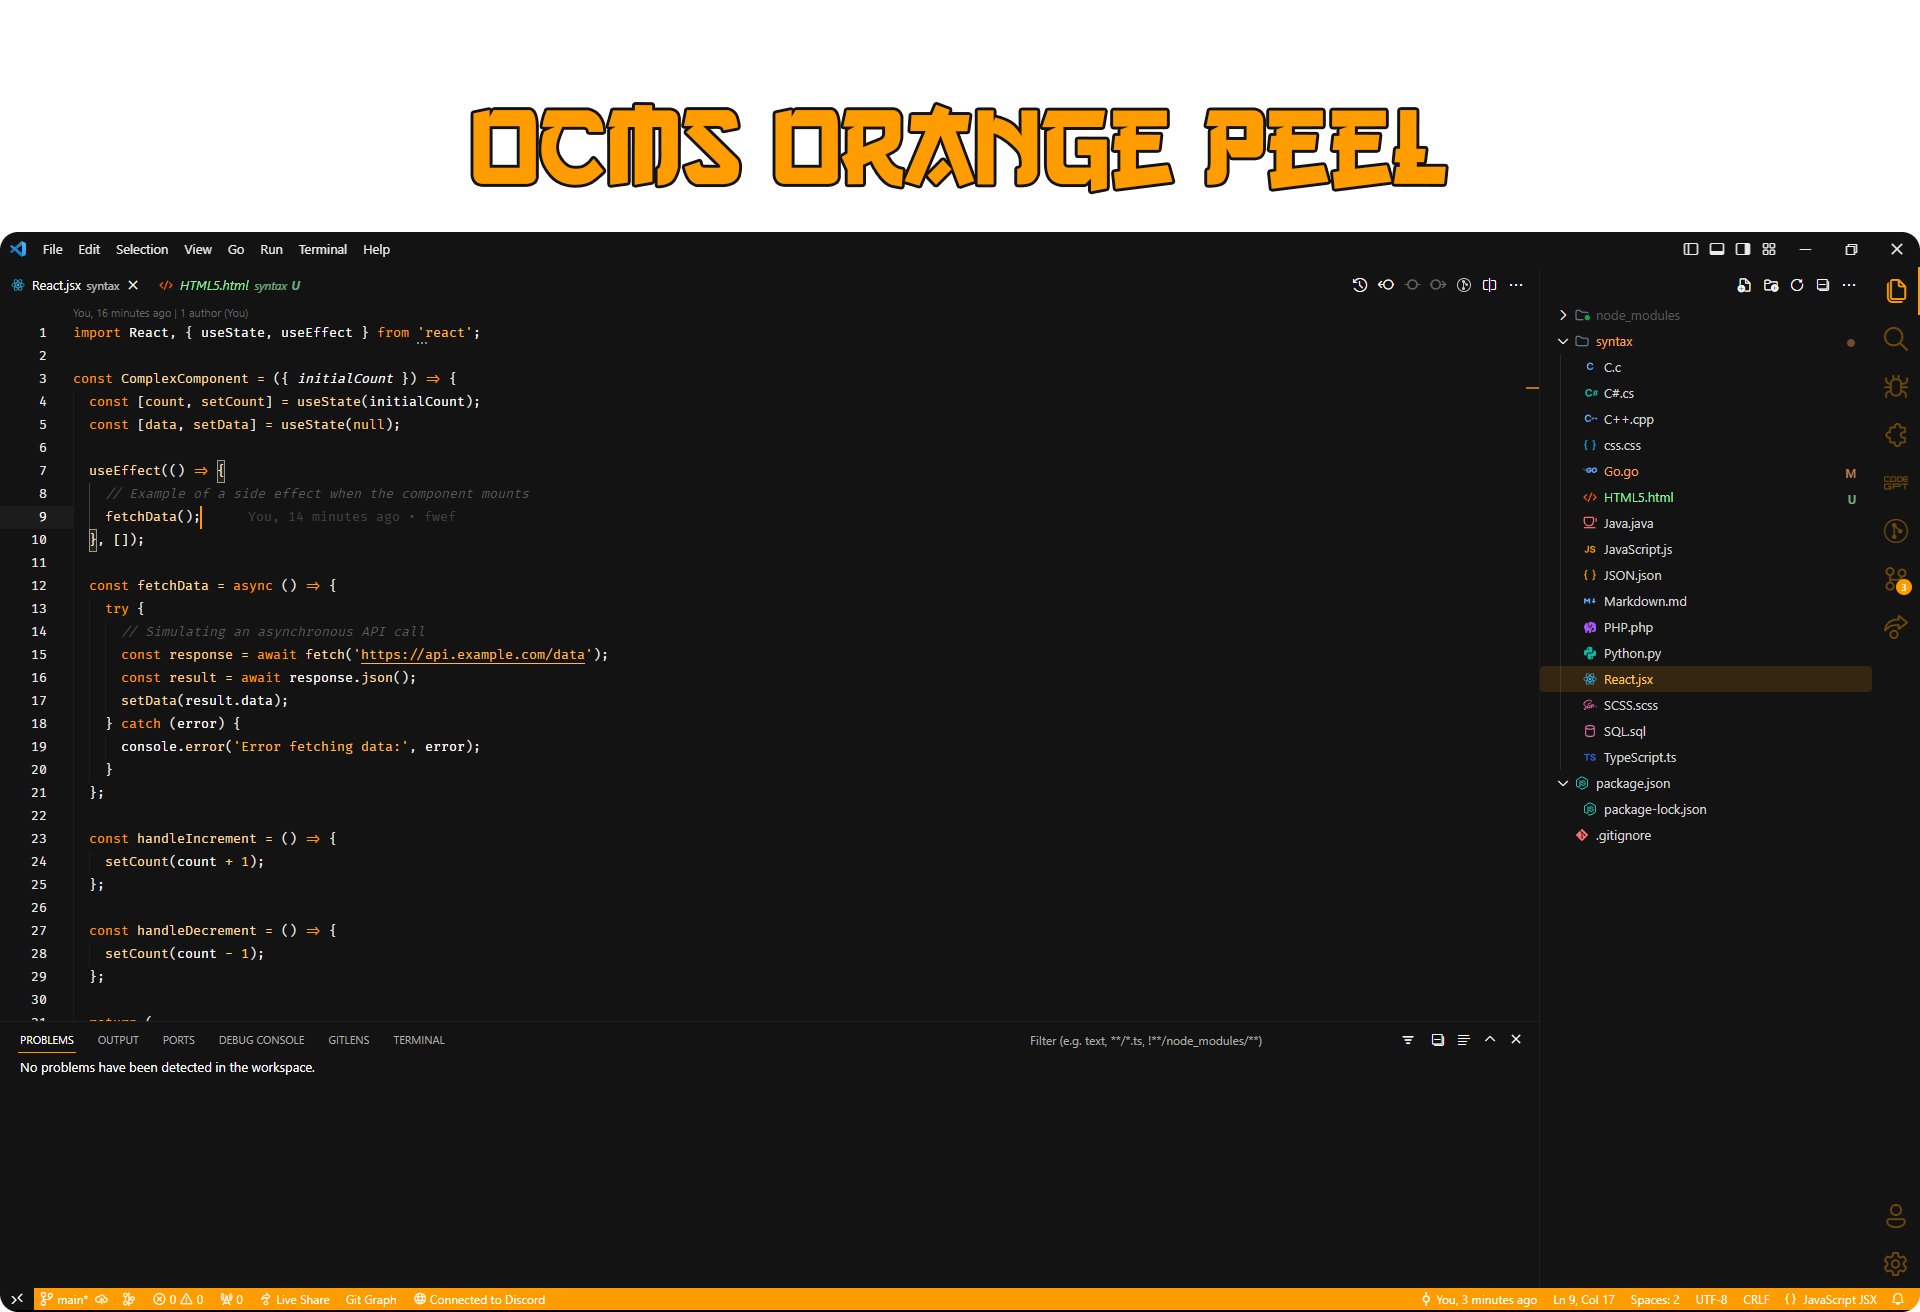 OCMS ORANGE PEEL
File Edit Selection View Go Run Terminal Help
React.jsx syntax HTML5.html syntax U
You, 16 minutes ago | 1 author (You)
1 import React, { useState, useEffect } from 'react';
2
3 const ComplexComponent = ({ initialCount }) => {
4 const [count, setCount] = useState(initialCount);
5 const [data, setData] = useState(null);
6
7 useEffect(() => {
8 // Example of a side effect when the component mounts
9 fetchData(); You, 14 minutes ago • fwef
10 }, []);
11
12 const fetchData = async () => {
13 try {
14 // Simulating an asynchronous API call
15 const response = await fetch('https://api.example.com/data');
16 const result = await response.json();
17 setData(result.data);
18 } catch (error) {
19 console.error('Error fetching data:', error);
20 }
21 };
22
23 const handleIncrement = () => {
24 setCount(count + 1);
25 };
26
27 const handleDecrement = () => {
28 setCount(count - 1);
29 };
30
31 return (
node_modules
syntax
C C.c
C# C#.cs
C++ C++.cpp
{ } css.css
GO Go.go M
</> HTML5.html U
Java.java
JS JavaScript.js
{ } JSON.json
M↓ Markdown.md
PHP.php
Python.py
React.jsx
SCSS.scss
SQL.sql
TS TypeScript.ts
package.json
package-lock.json
.gitignore
CODE GPT
3
PROBLEMS OUTPUT PORTS DEBUG CONSOLE GITLENS TERMINAL
Filter (e.g. text, **/*.ts, !**/node_modules/**)
No problems have been detected in the workspace.
main* 0 0 0 Live Share Git Graph Connected to Discord
You, 3 minutes ago Ln 9, Col 17 Spaces: 2 UTF-8 CRLF { } JavaScript JSX